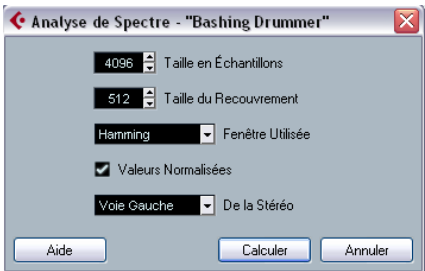 Analyse de Spectre - "Bashing Drummer"
4096 Taille en Échantillons
512 Taille du Recouvrement
Hamming Fenêtre Utilisée
Valeurs Normalisées
Voie Gauche De la Stéréo
Aide Calculer Annuler